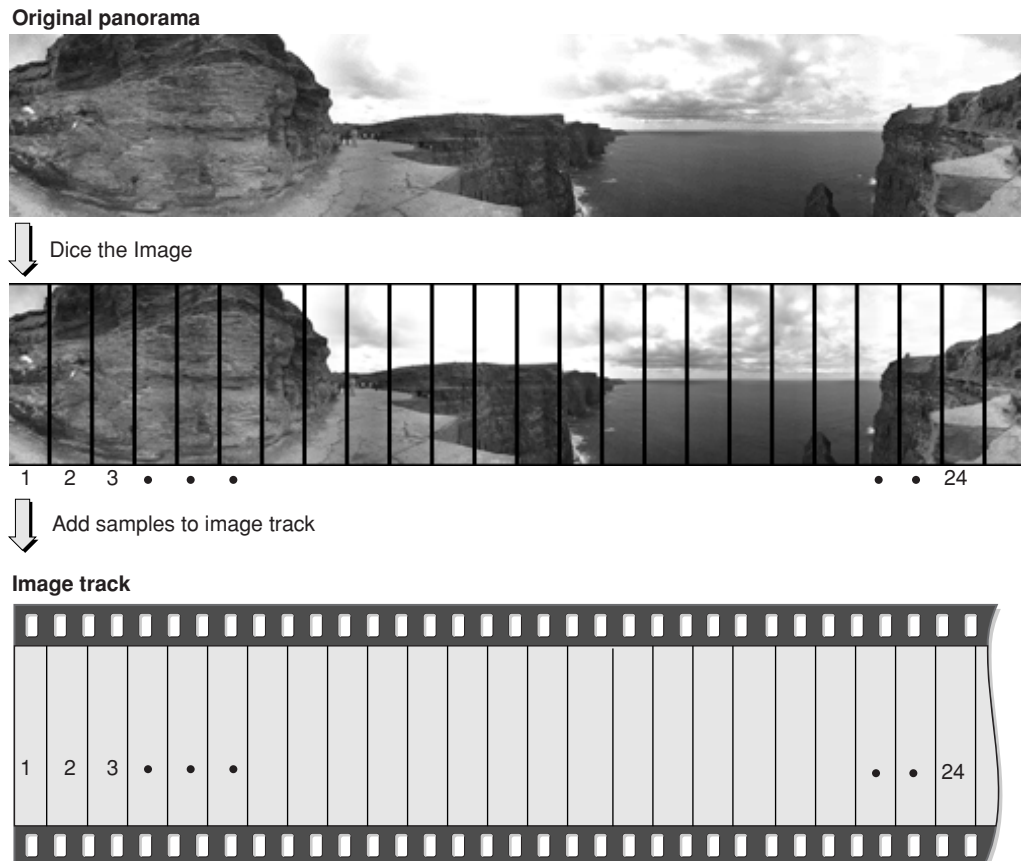 Original panorama
Dice the Image
1 2 3 • • • • • 24
Add samples to image track
Image track
1 2 3 • • • • • 24